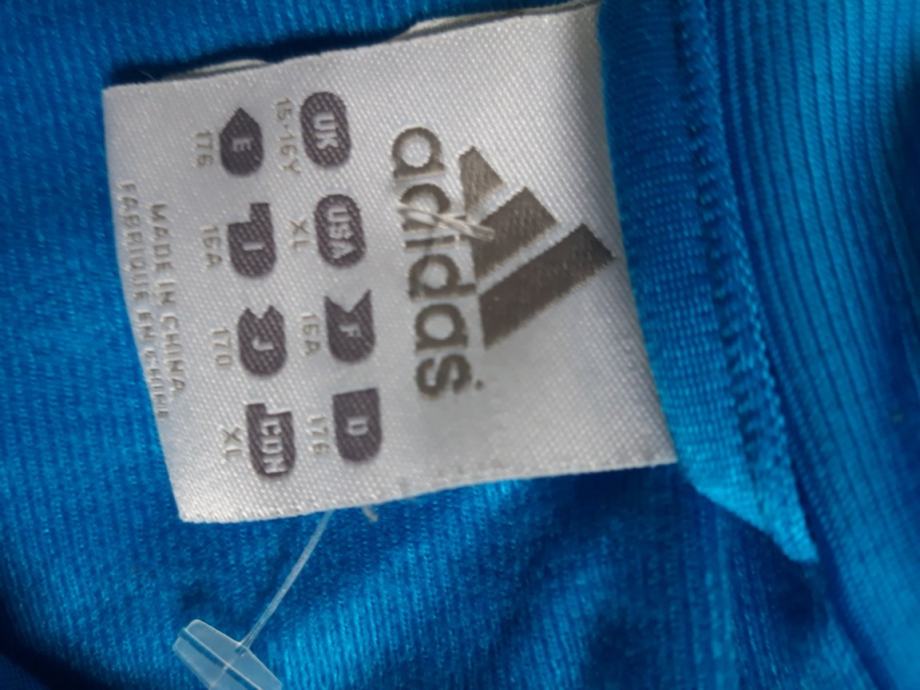 adidas
UK USA F D
15-16Y XL 16A 176
E I J CDN
176 16A 170 XL
MADE IN CHINA
FABRIQUE EN CHINE